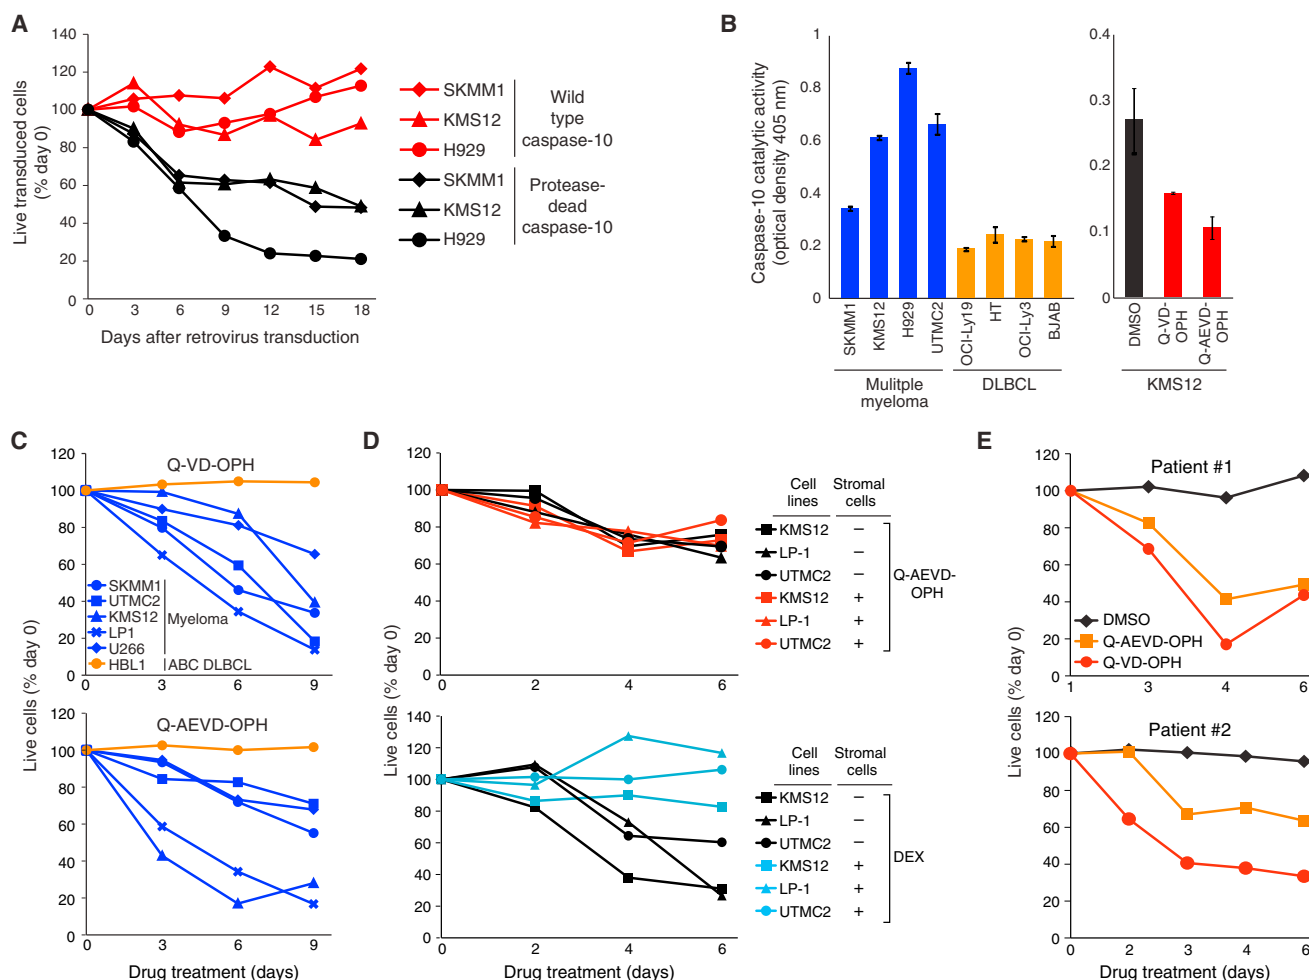 A
Live transduced cells
(% day 0)
140
120
100
80
60
40
20
0
0 3 6 9 12 15 18
Days after retrovirus transduction
SKMM1
KMS12
H929
Wild
type
caspase-10
SKMM1
KMS12
H929
Protease-
dead
caspase-10
B
Caspase-10 catalytic activity
(optical density 405 nm)
1
0.8
0.6
0.4
0.2
0
SKMM1
KMS12
H929
UTMC2
OCI-Ly19
HT
OCI-Ly3
BJAB
Mulitple
myeloma
DLBCL
0.4
0.3
0.2
0.1
0
DMSO
Q-VD-
OPH
Q-AEVD-
OPH
KMS12
C
Live cells (% day 0)
Q-VD-OPH
120
100
80
60
40
20
0
0 3 6 9
SKMM1
UTMC2
KMS12
LP1
U266
HBL1
Myeloma
ABC DLBCL
Q-AEVD-OPH
120
100
80
60
40
20
0
0 3 6 9
Drug treatment (days)
D
Live cells (% day 0)
120
100
80
60
40
20
0
0 2 4 6
Cell
lines
Stromal
cells
KMS12 −
LP-1 −
UTMC2 −
KMS12 +
LP-1 +
UTMC2 +
Q-AEVD-
OPH
140
120
100
80
60
40
20
0
0 2 4 6
Drug treatment (days)
Cell
lines
Stromal
cells
KMS12 −
LP-1 −
UTMC2 −
KMS12 +
LP-1 +
UTMC2 +
DEX
E
Live cells (% day 0)
Patient #1
120
100
80
60
40
20
0
1 3 4 6
DMSO
Q-AEVD-OPH
Q-VD-OPH
Patient #2
120
100
80
60
40
20
0
0 2 3 4 6
Drug treatment (days)